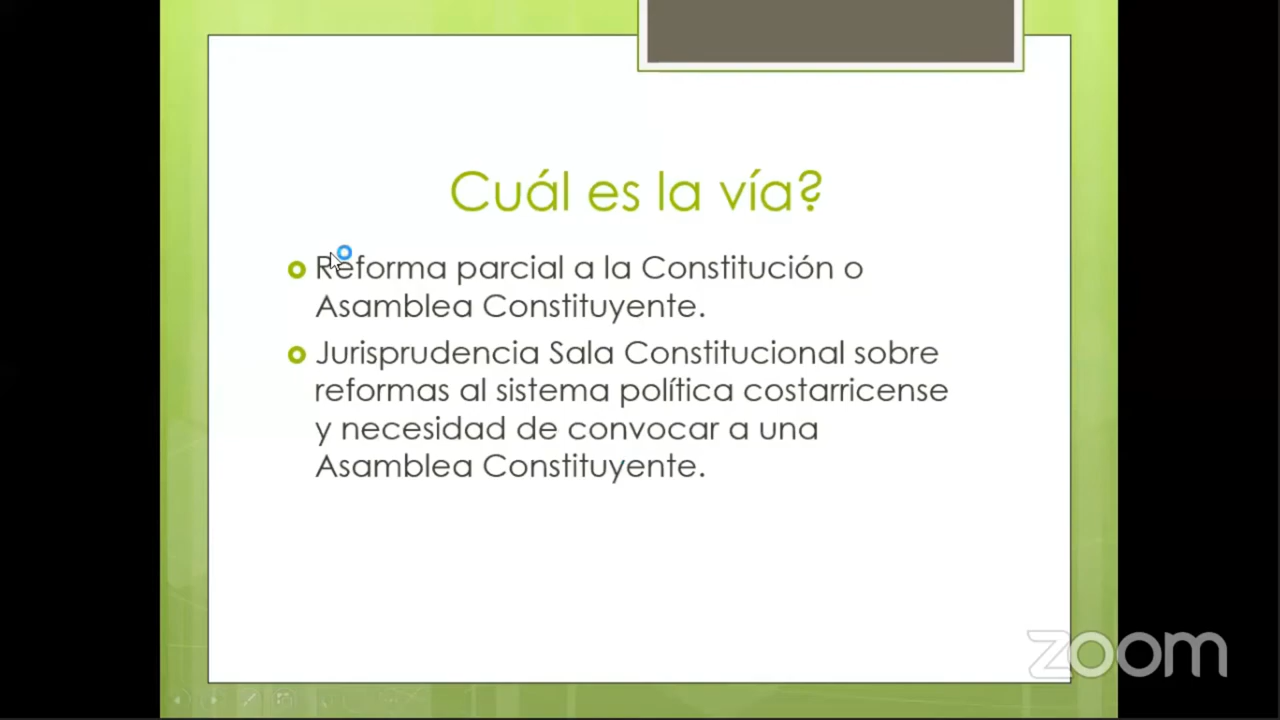 Cuál es la vía?
Reforma parcial a la Constitución o
Asamblea Constituyente.
Jurisprudencia Sala Constitucional sobre
reformas al sistema política costarricense
y necesidad de convocar a una
Asamblea Constituyente.
zoom